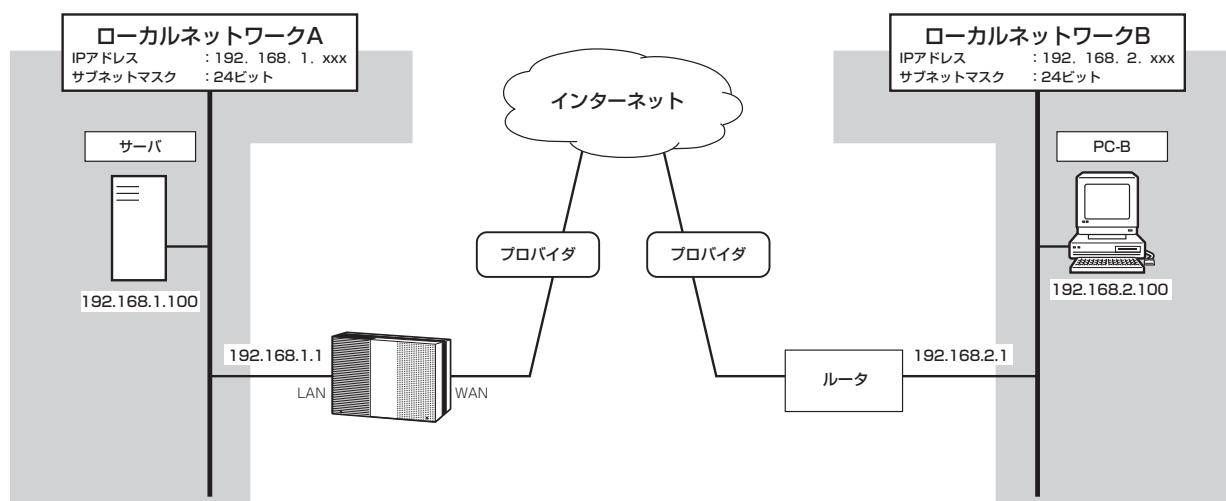 ローカルネットワークA
IPアドレス :192. 168. 1. xxx
サブネットマスク :24ビット
ローカルネットワークB
IPアドレス :192. 168. 2. xxx
サブネットマスク :24ビット
インターネット
サーバ
PC-B
プロバイダ
プロバイダ
192.168.1.100
192.168.2.100
192.168.1.1
192.168.2.1
ルータ
LAN
WAN